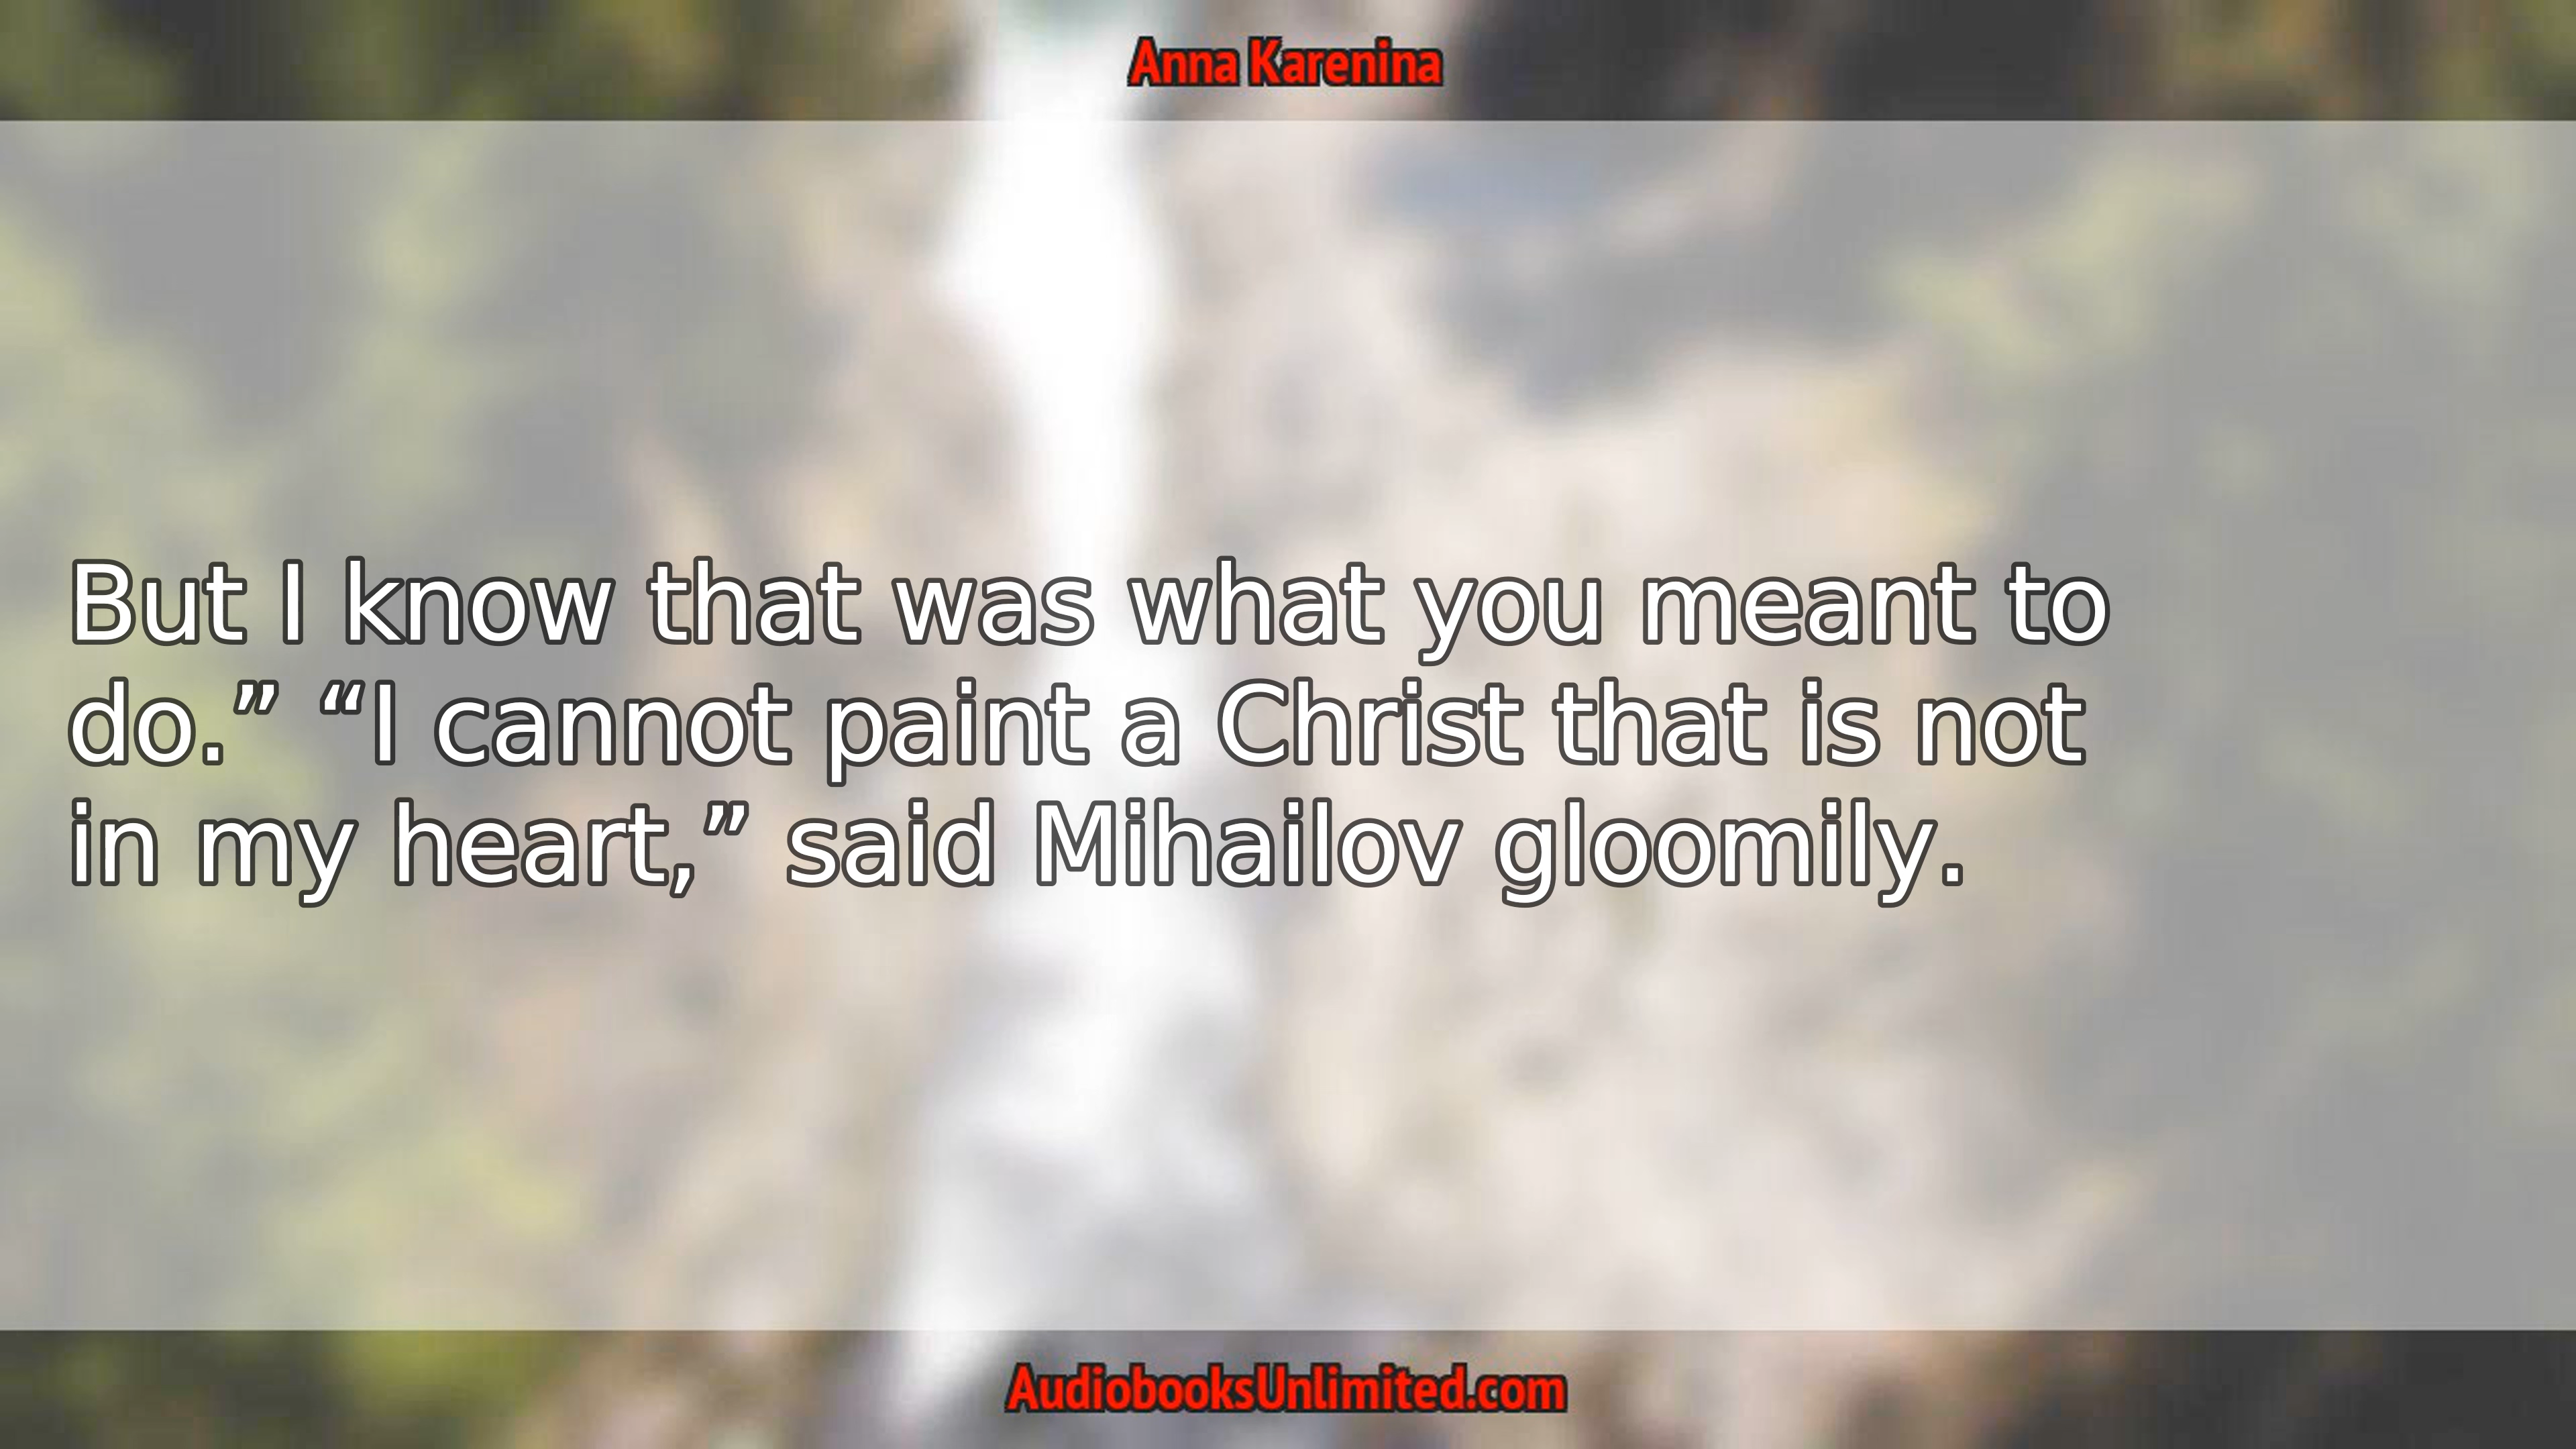 Anna Karenina
But I know that was what you meant to
do.” “I cannot paint a Christ that is not
in my heart,” said Mihailov gloomily.
AudiobooksUnlimited.com